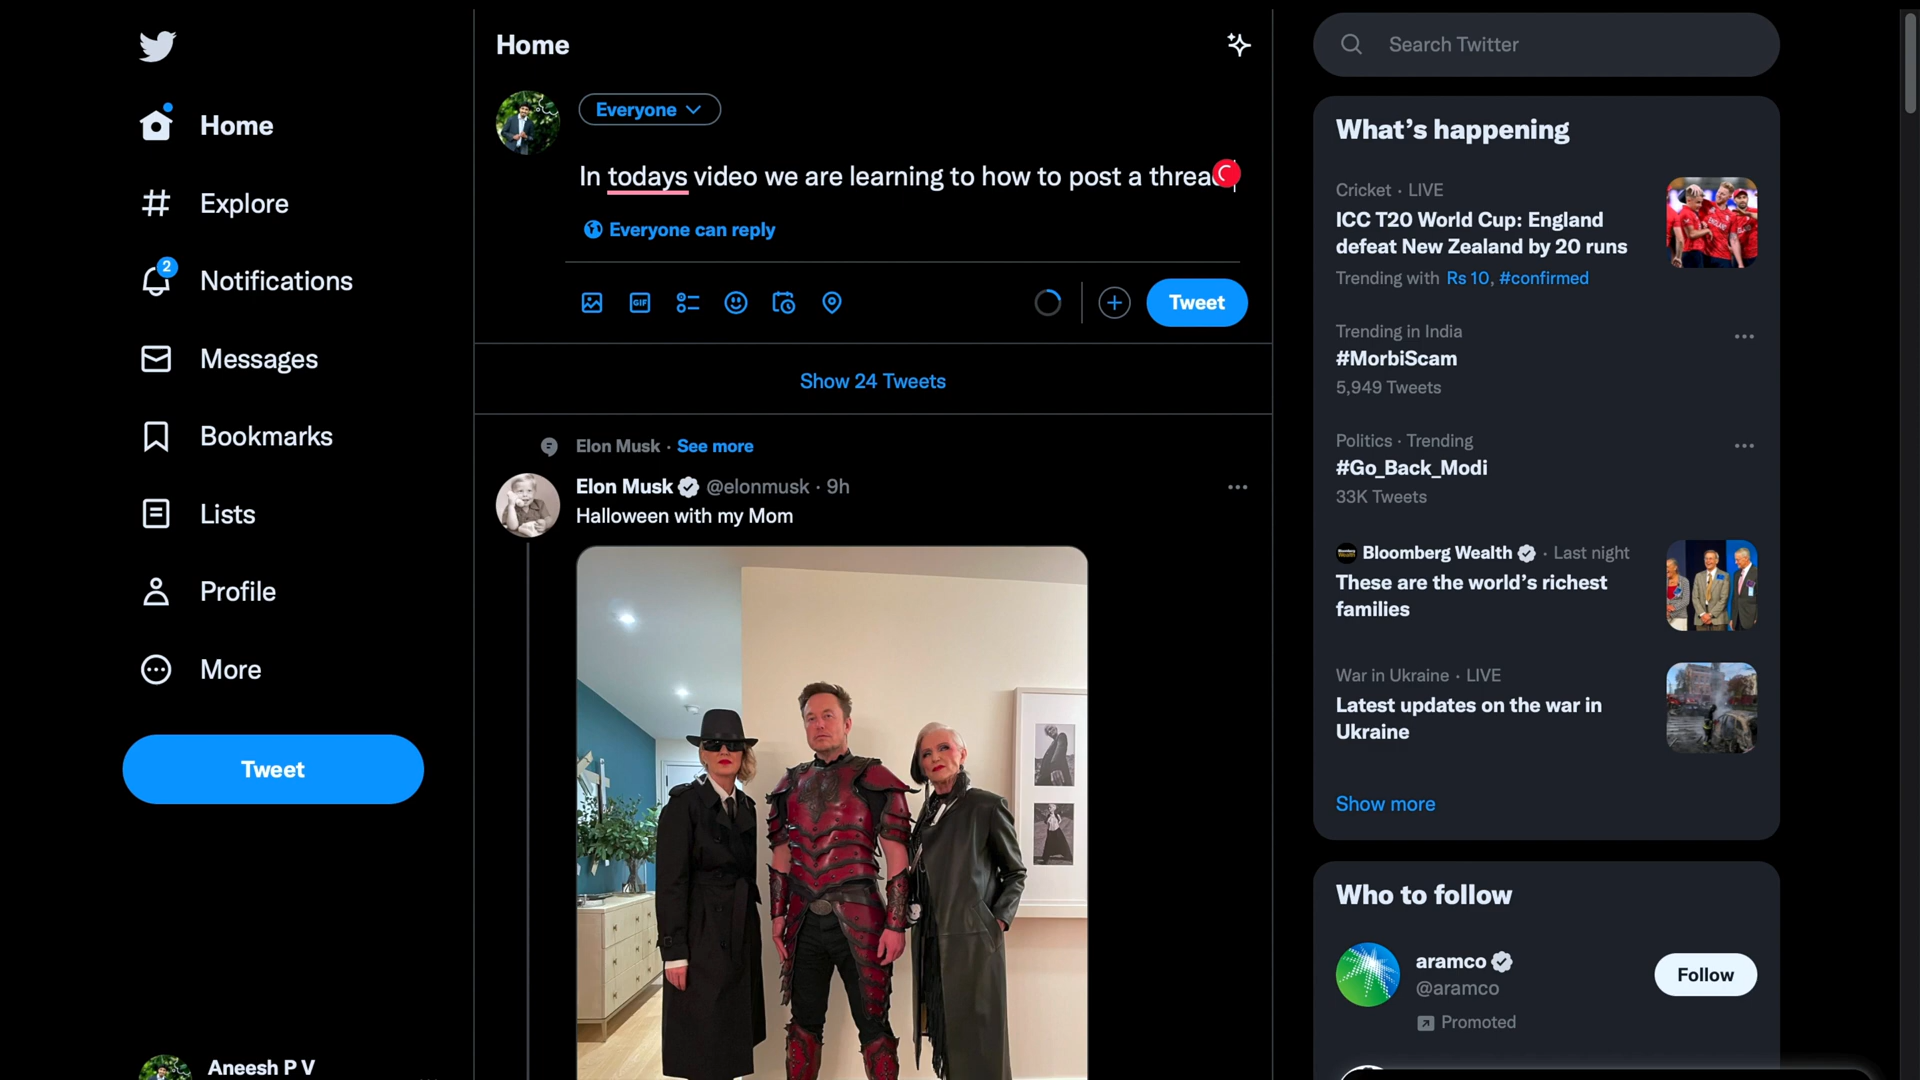 Home
Explore
2
Notifications
Messages
Bookmarks
Lists
Profile
More
Tweet
Aneesh P V
Home
Everyone
In todays video we are learning to how to post a thread
Everyone can reply
GIF
Tweet
Show 24 Tweets
Elon Musk · See more
Elon Musk @elonmusk · 9h
Halloween with my Mom
Search Twitter
What's happening
Cricket · LIVE
ICC T20 World Cup: England
defeat New Zealand by 20 runs
Trending with Rs 10, #confirmed
Trending in India
#MorbiScam
5,949 Tweets
Politics · Trending
#Go_Back_Modi
33K Tweets
Bloomberg Wealth · Last night
These are the world's richest
families
War in Ukraine · LIVE
Latest updates on the war in
Ukraine
Show more
Who to follow
aramco
@aramco
Follow
Promoted